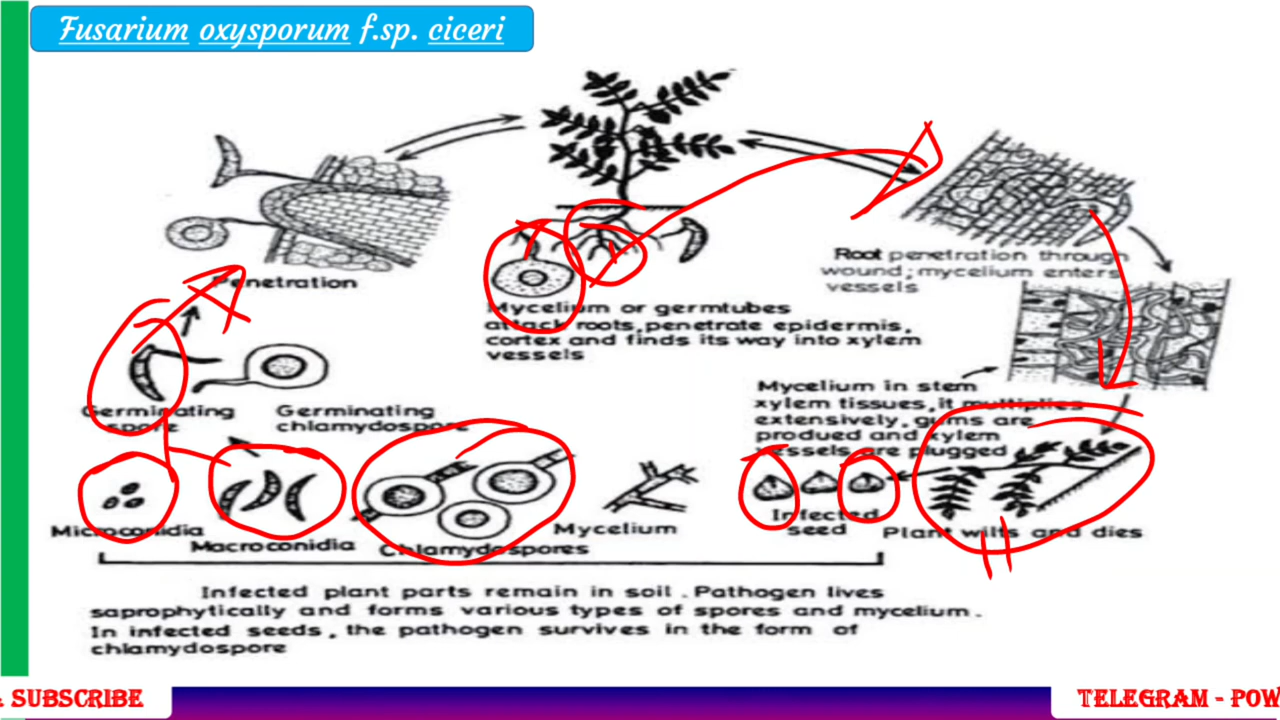 Fusarium oxysporum f.sp. ciceri
Penetration
Root penetration through
wound; mycelium enters
vessels
Mycelium or germtubes
attack roots, penetrate epidermis,
cortex and finds its way into xylem
vessels
Mycelium in stem
xylem tissues, it multiplies
extensively, gums are
produed and xylem
vessels are plugged
Germinating
spore
Germinating
chlamydospore
Microconidia
Macroconidia
Chlamydospores
Mycelium
Infected
seed
Plant wilts and dies
Infected plant parts remain in soil. Pathogen lives
saprophytically and forms various types of spores and mycelium.
In infected seeds, the pathogen survives in the form of
chlamydospore
SUBSCRIBE
TELEGRAM - POW